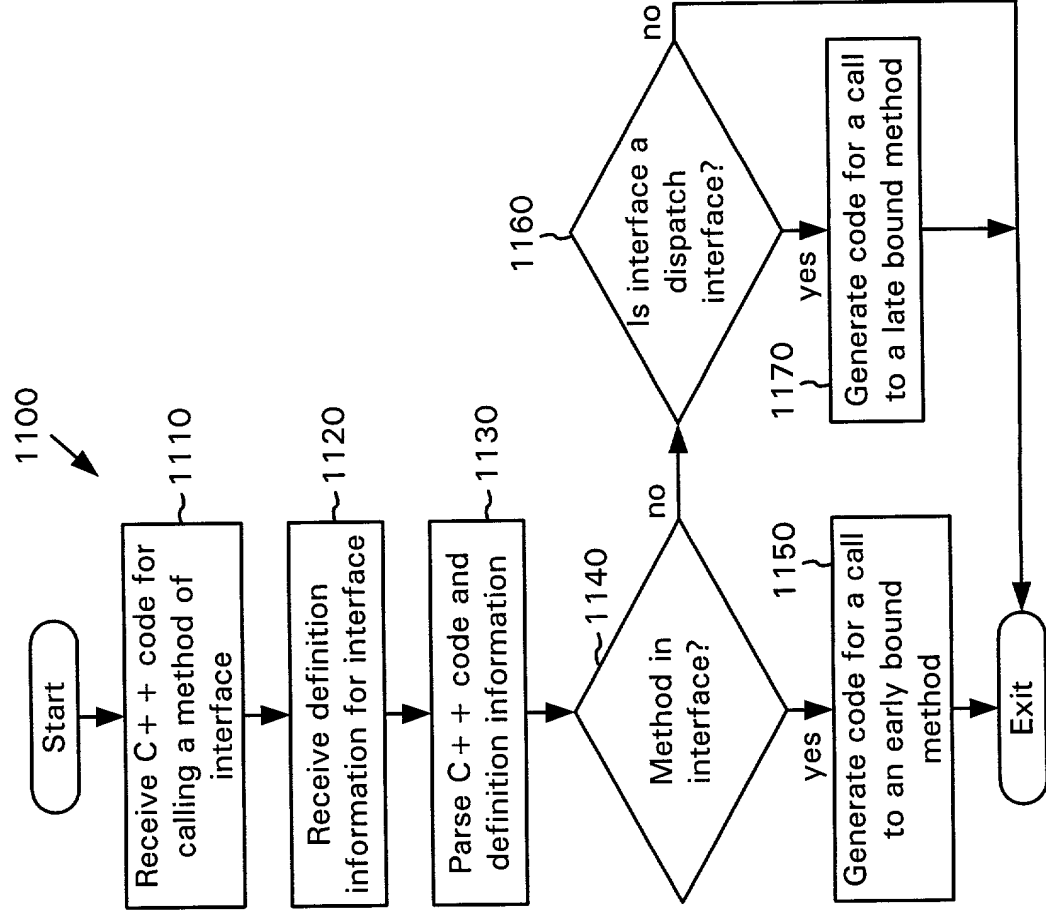 1100
Start
Receive C++ code for
calling a method of
interface
1110
Receive definition
information for interface
1120
Parse C++ code and
definition information
1130
Method in
interface?
1140
yes
no
Generate code for a call
to an early bound
method
1150
Is interface a
dispatch
interface?
1160
yes
no
Generate code for a call
to a late bound method
1170
Exit